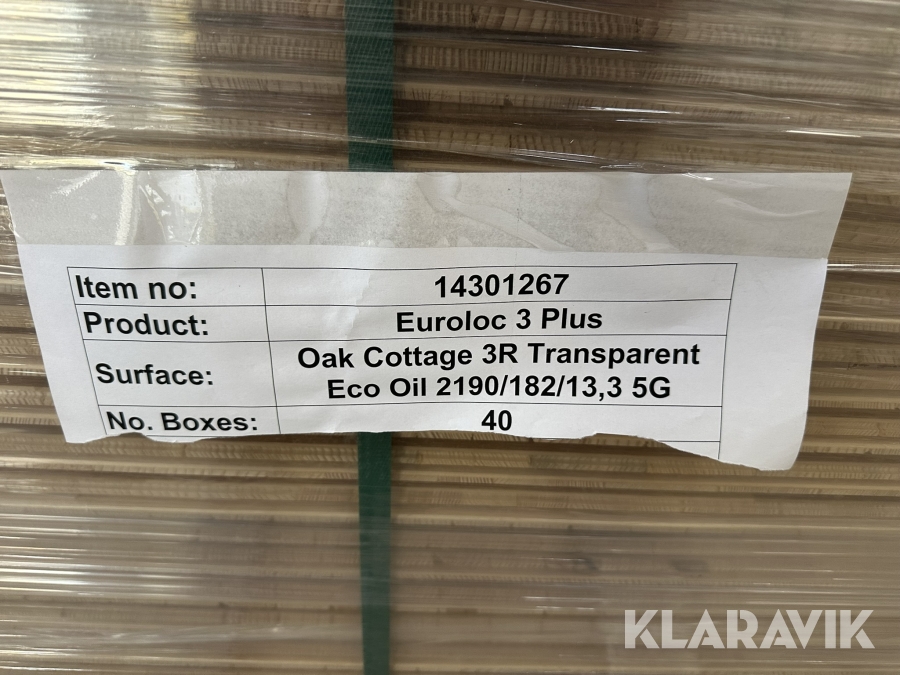 Item no: 14301267
Product: Euroloc 3 Plus
Surface: Oak Cottage 3R Transparent
Eco Oil 2190/182/13,3 5G
No. Boxes: 40
KLARAVIK